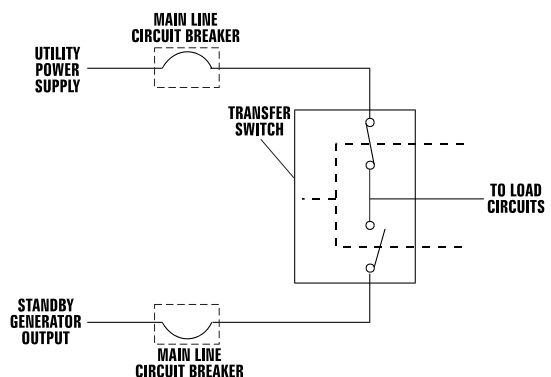 MAIN LINE
CIRCUIT BREAKER
UTILITY
POWER
SUPPLY
TRANSFER
SWITCH
TO LOAD
CIRCUITS
STANDBY
GENERATOR
OUTPUT
MAIN LINE
CIRCUIT BREAKER